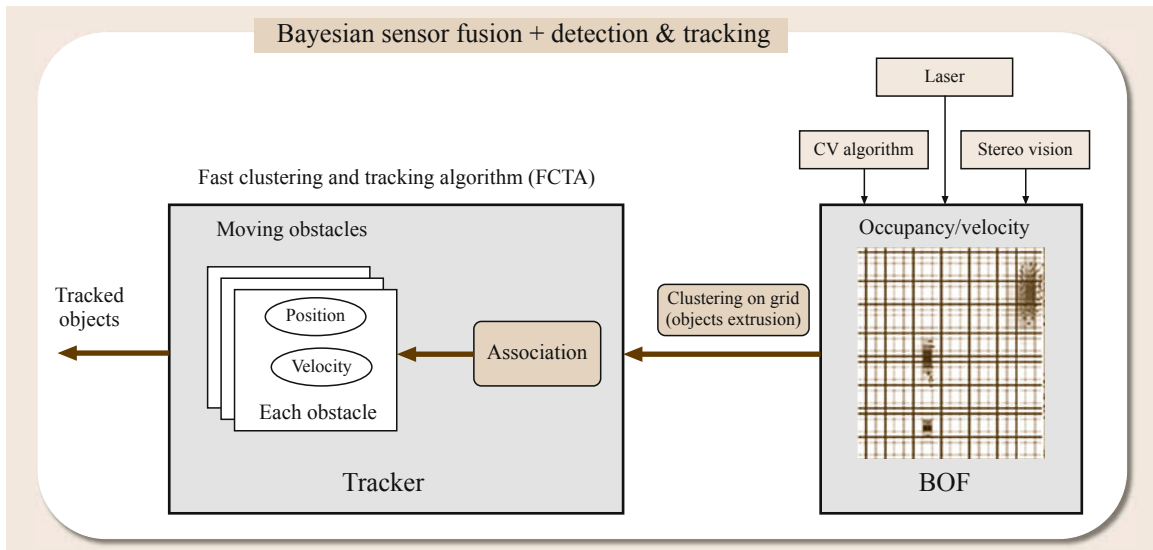 Bayesian sensor fusion + detection & tracking
Laser
CV algorithm
Stereo vision
Fast clustering and tracking algorithm (FCTA)
Moving obstacles
Occupancy/velocity
Tracked
objects
Position
Velocity
Each obstacle
Association
Clustering on grid
(objects extrusion)
Tracker
BOF